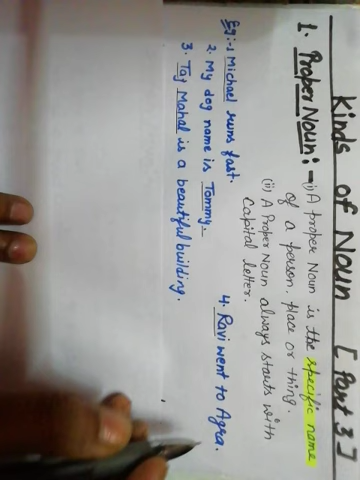 Kinds of Noun [Part 3]
1. Proper Noun :- (i) A proper Noun is the specific name
of a person, place or thing.
(ii) A Proper Noun always starts with
Capital letter.
Eg:-1 Michael runs fast.
2. My dog name is Tommy.
3. Taj Mahal is a beautiful building.
4. Ravi went to Agra.